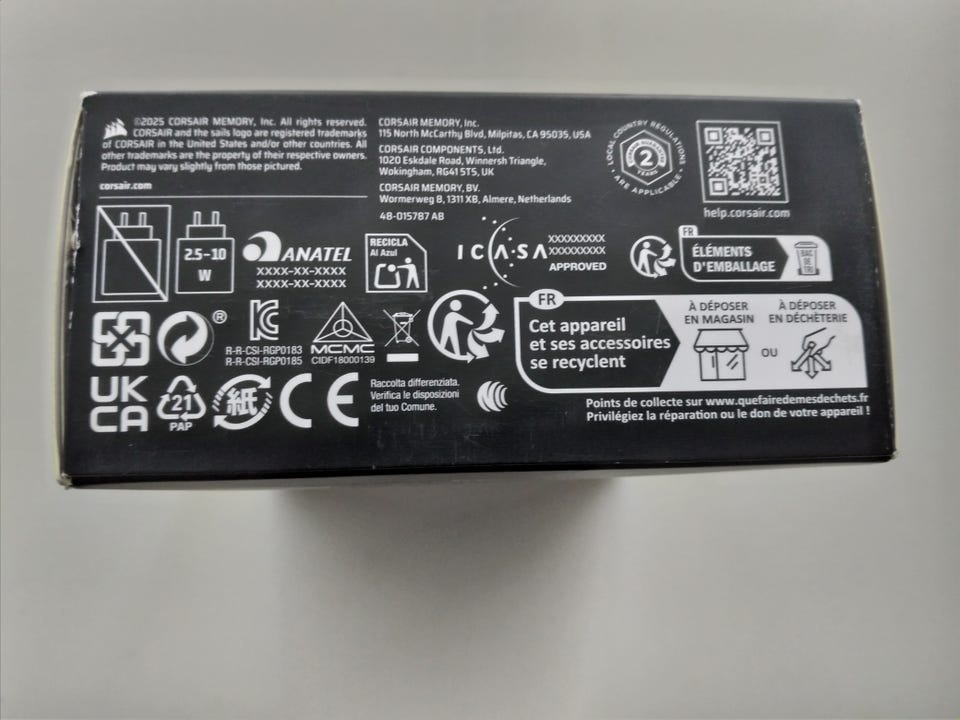 ©2025 CORSAIR MEMORY, Inc. All rights reserved.
CORSAIR and the sails logo are registered trademarks
of CORSAIR in the United States and/or other countries. All
other trademarks are the property of their respective owners.
Product may vary slightly from those pictured.
corsair.com
CORSAIR MEMORY, Inc.
115 North McCarthy Blvd, Milpitas, CA 95035, USA
CORSAIR COMPONENTS, Ltd.
1020 Eskdale Road, Winnersh Triangle,
Wokingham, RG41 5TS, UK
CORSAIR MEMORY, BV.
Wormerweg 8, 1311 XB, Almere, Netherlands
48-015787 AB
LOCAL COUNTRY REGULATIONS
2
YEARS
• ARE APPLICABLE •
help.corsair.com
2.5-10
W
ANATEL
XXXX-XX-XXXX
XXXX-XX-XXXX
RECICLA
Al Azul
ICASA
XXXXXXXXX
XXXXXXXXX
APPROVED
FR
ÉLÉMENTS
D'EMBALLAGE
BAC
DE
TRI
®
R-R-CSI-RGP0183
R-R-CSI-RGP0185
MCMC
CIDF18000139
FR
Cet appareil
et ses accessoires
se recyclent
À DÉPOSER
EN MAGASIN
OU
À DÉPOSER
EN DÉCHÈTERIE
Points de collecte sur www.quefairedemesdechets.fr
Privilégiez la réparation ou le don de votre appareil !
UK
CA
21
PAP
紙
CE
Raccolta differenziata.
Verifica le disposizioni
del tuo Comune.